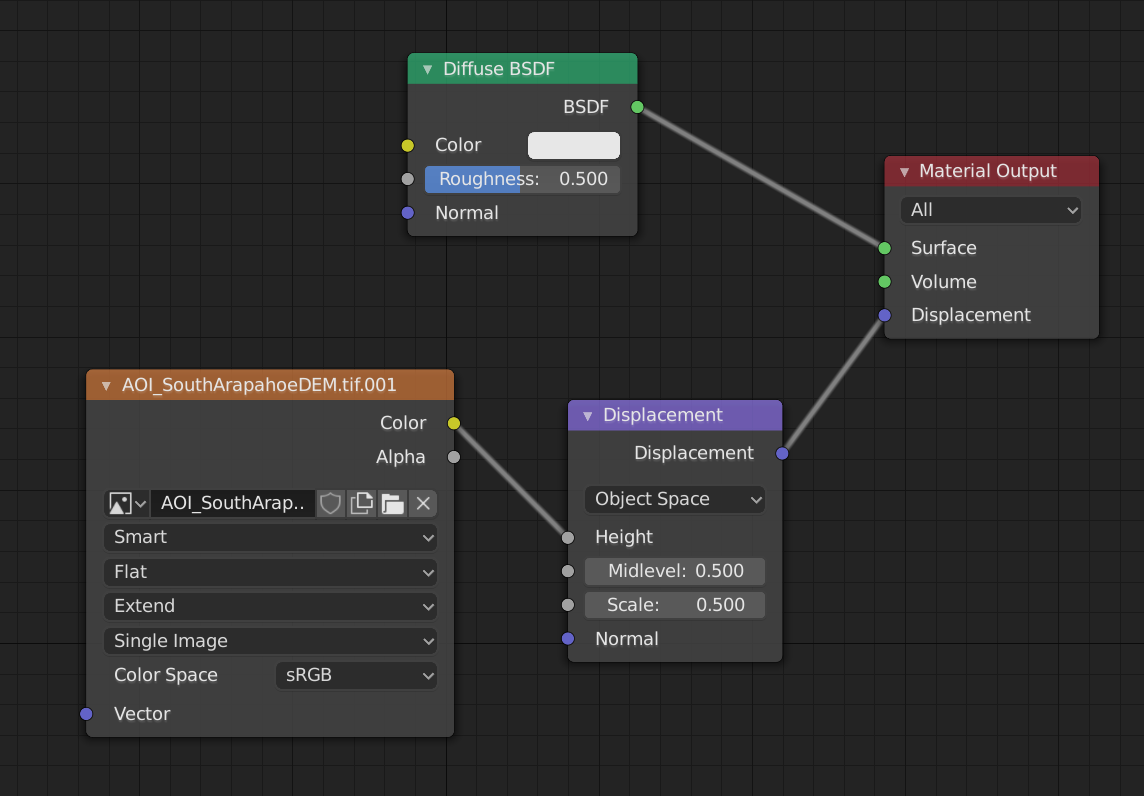 Diffuse BSDF
BSDF
Color
Roughness: 0.500
Normal
Material Output
All
Surface
Volume
Displacement
AOI_SouthArapahoeDEM.tif.001
Color
Alpha
AOI_SouthArap..
Smart
Flat
Extend
Single Image
Color Space sRGB
Vector
Displacement
Displacement
Object Space
Height
Midlevel: 0.500
Scale: 0.500
Normal